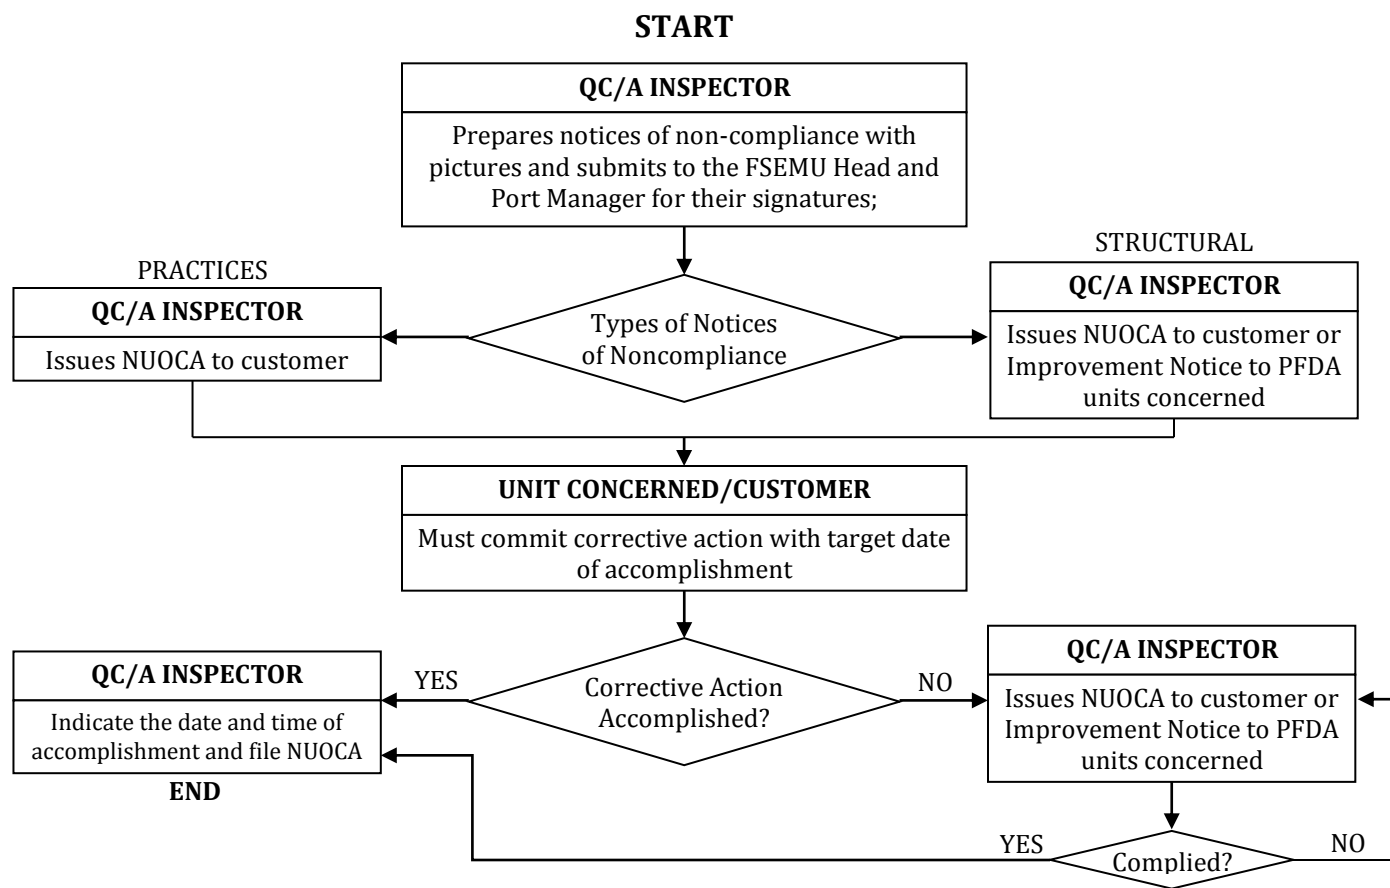 START
QC/A INSPECTOR
Prepares notices of non-compliance with
pictures and submits to the FSEMU Head and
Port Manager for their signatures;
PRACTICES
QC/A INSPECTOR
Issues NUOCA to customer
Types of Notices
of Noncompliance
STRUCTURAL
QC/A INSPECTOR
Issues NUOCA to customer or
Improvement Notice to PFDA
units concerned
UNIT CONCERNED/CUSTOMER
Must commit corrective action with target date
of accomplishment
QC/A INSPECTOR
Indicate the date and time of
accomplishment and file NUOCA
END
YES
Corrective Action
Accomplished?
NO
QC/A INSPECTOR
Issues NUOCA to customer or
Improvement Notice to PFDA
units concerned
YES
Complied?
NO